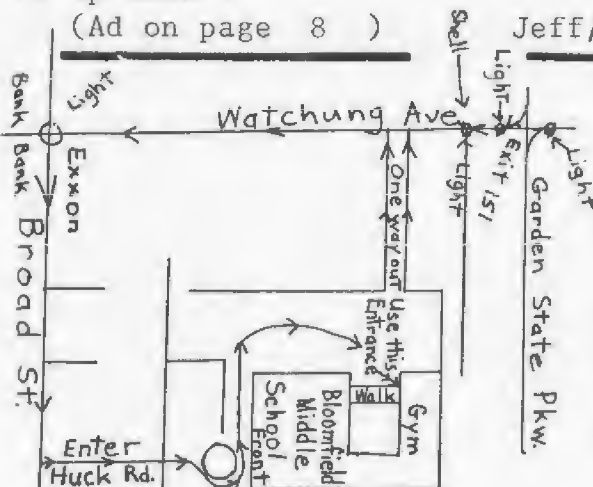 (Ad on page 8 )
Jeff,
Shell
Light
Light
Light
Exit 151
Watchung Ave
Light
Bank
Bank
Exxon
Broad St.
One way out
Use this
Entrance
Garden State Pkw.
Walk
Gym
Bloomfield
Middle
School
Front
Enter
Huck Rd.